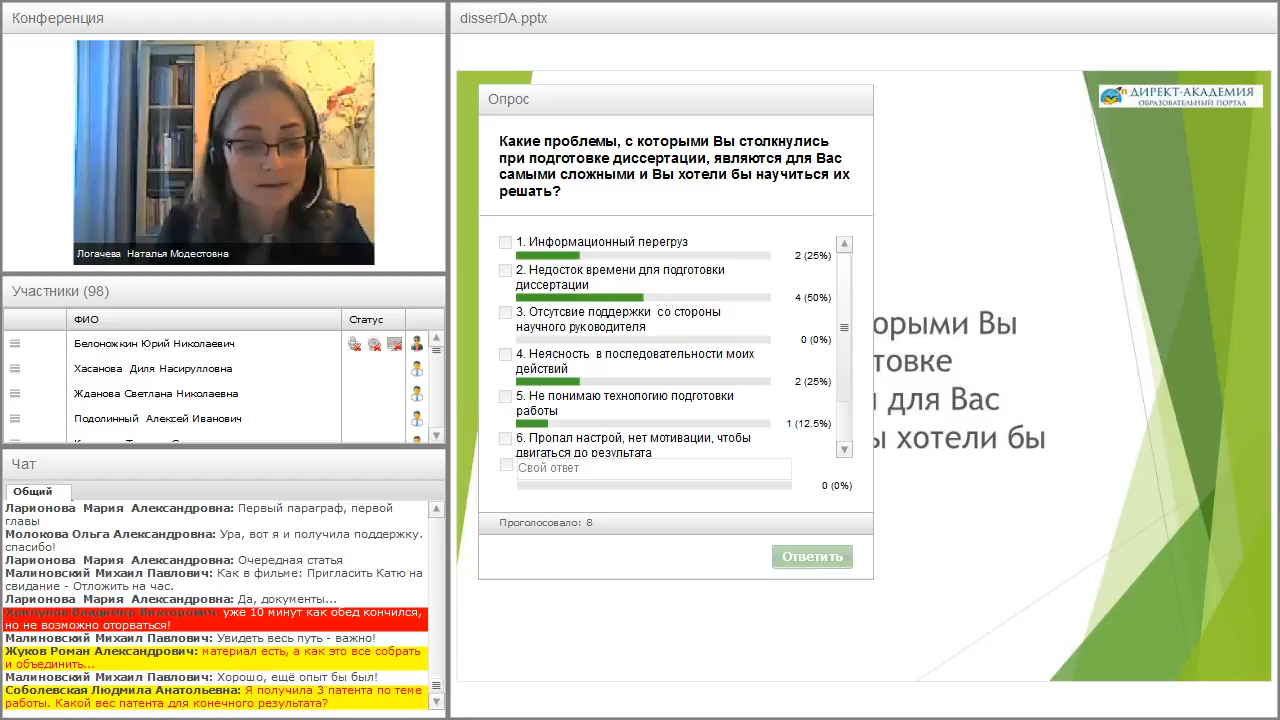 Конференция
Логачева Наталья Модестовна
Участники (98)
ФИО
Статус
Белоножкин Юрий Николаевич
Хасанова Диля Насирулловна
Жданова Светлана Николаевна
Подолинный Алексей Иванович
Чат
Общий
Ларионова Мария Александровна: Первый параграф, первой
главы
Молокова Ольга Александровна: Ура, вот я и получила поддержку.
спасибо!
Ларионова Мария Александровна: Очередная статья
Малиновский Михаил Павлович: Как в фильме: Пригласить Катю на
свидание - Отложить на час.
Ларионова Мария Александровна: Да, документы...
Владимир Викторович: уже 10 минут как обед кончился,
но не возможно оторваться!
Малиновский Михаил Павлович: Увидеть весь путь - важно!
Жуков Роман Александрович: материал есть, а как это все собрать
и объединить...
Малиновский Михаил Павлович: Хорошо, ещё опыт бы был!
Соболевская Людмила Анатольевна: Я получила 3 патента по теме
работы. Какой вес патента для конечного результата?
disserDA.pptx
ДИРЕКТ-АКАДЕМИЯ
ОБРАЗОВАТЕЛЬНЫЙ ПОРТАЛ
Опрос
Какие проблемы, с которыми Вы столкнулись
при подготовке диссертации, являются для Вас
самыми сложными и Вы хотели бы научиться их
решать?
1. Информационный перегруз
2 (25%)
2. Недосток времени для подготовки
диссертации
4 (50%)
3. Отсутсвие поддержки со стороны
научного руководителя
0 (0%)
4. Неясность в последовательности моих
действий
2 (25%)
5. Не понимаю технологию подготовки
работы
1 (12.5%)
6. Пропал настрой, нет мотивации, чтобы
двигаться до результата
Свой ответ
0 (0%)
Проголосовало: 8
Ответить
орыми Вы
товке
для Вас
ы хотели бы